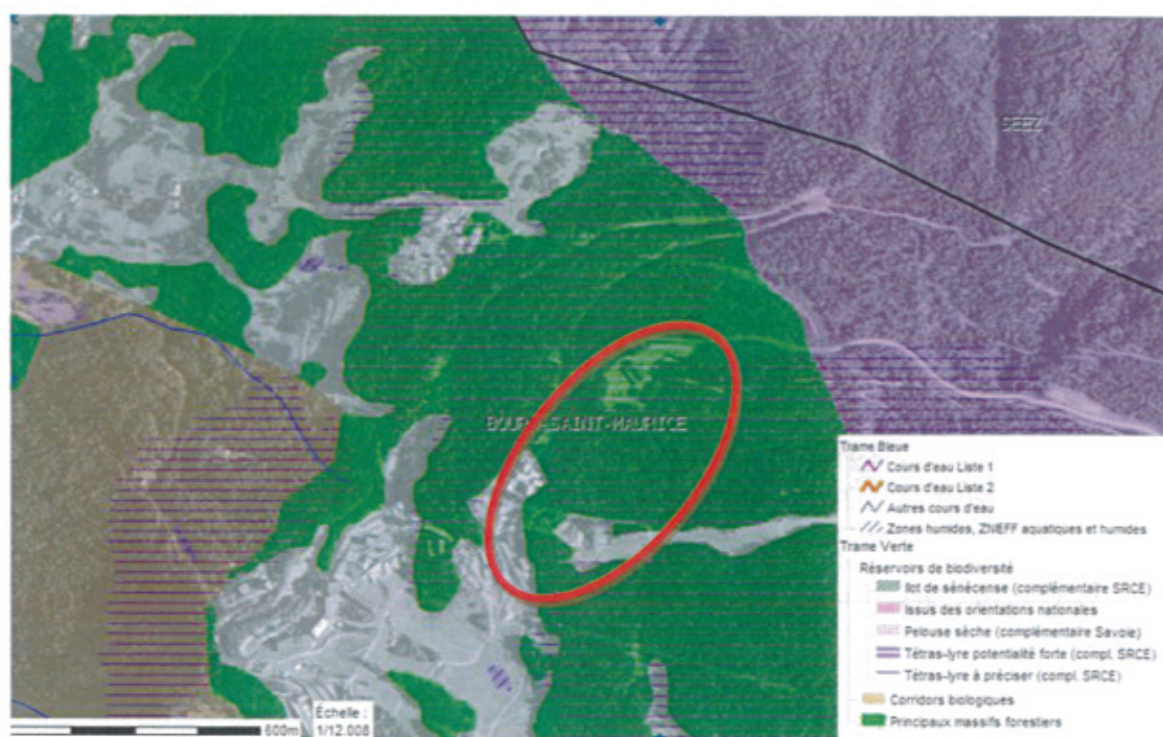 SEEZ
BOURG-SAINT-MAURICE
Trame Bleue
Cours d'eau Liste 1
Cours d'eau Liste 2
Autres cours d'eau
Zones humides, ZNIEFF aquatiques et humides
Trame Verte
Réservoirs de biodiversité
Ilot de sénécense (complémentaire SRCE)
Issus des orientations nationales
Pelouse sèche (complémentaire Savoie)
Tétras-lyre potentialité forte (compl. SRCE)
Tétras-lyre à préciser (compl. SRCE)
Corridors biologiques
Principaux massifs forestiers
Échelle :
600m 1/12.008